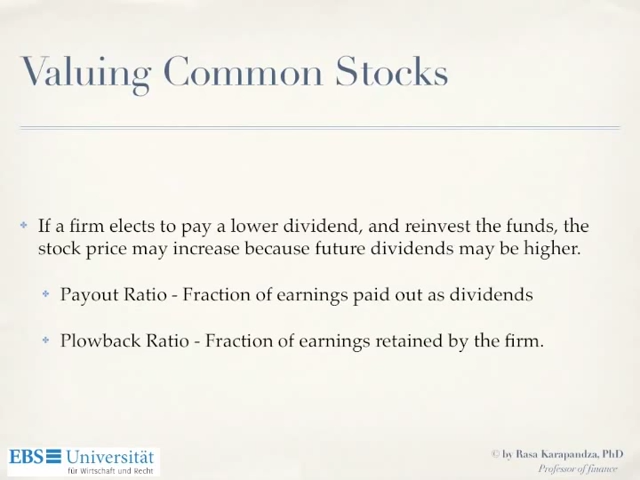 Valuing Common Stocks
If a firm elects to pay a lower dividend, and reinvest the funds, the
stock price may increase because future dividends may be higher.
Payout Ratio - Fraction of earnings paid out as dividends
Plowback Ratio - Fraction of earnings retained by the firm.
EBS Universität
für Wirtschaft und Recht
© by Rasa Karapandza, PhD
Professor of finance